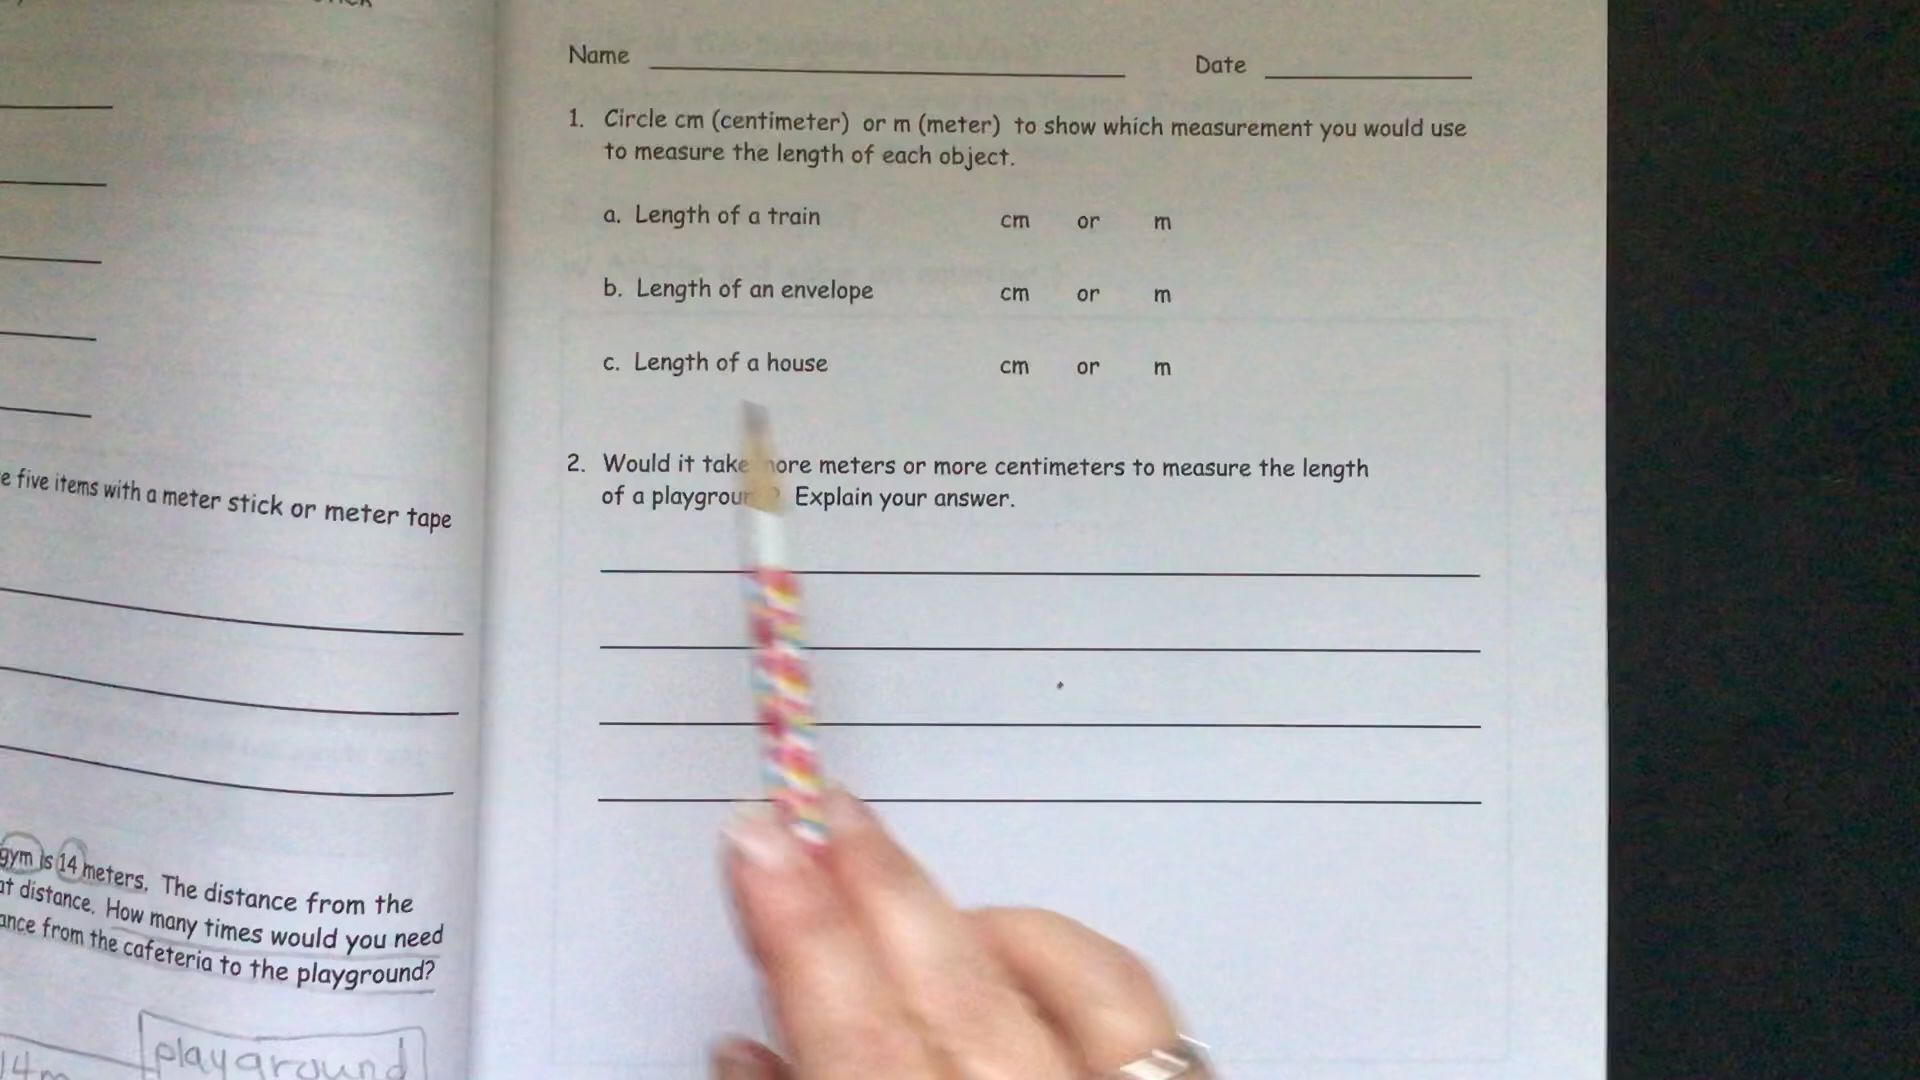 e five items with a meter stick or meter tape
gym is 14 meters. The distance from the
at distance. How many times would you need
ance from the cafeteria to the playground?
14m
playground
Name
Date
1. Circle cm (centimeter) or m (meter) to show which measurement you would use
to measure the length of each object.
a. Length of a train cm or m
b. Length of an envelope cm or m
c. Length of a house cm or m
2. Would it take more meters or more centimeters to measure the length
of a playground? Explain your answer.